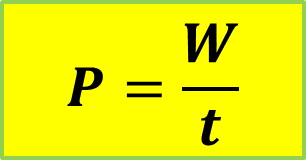 P = W/t